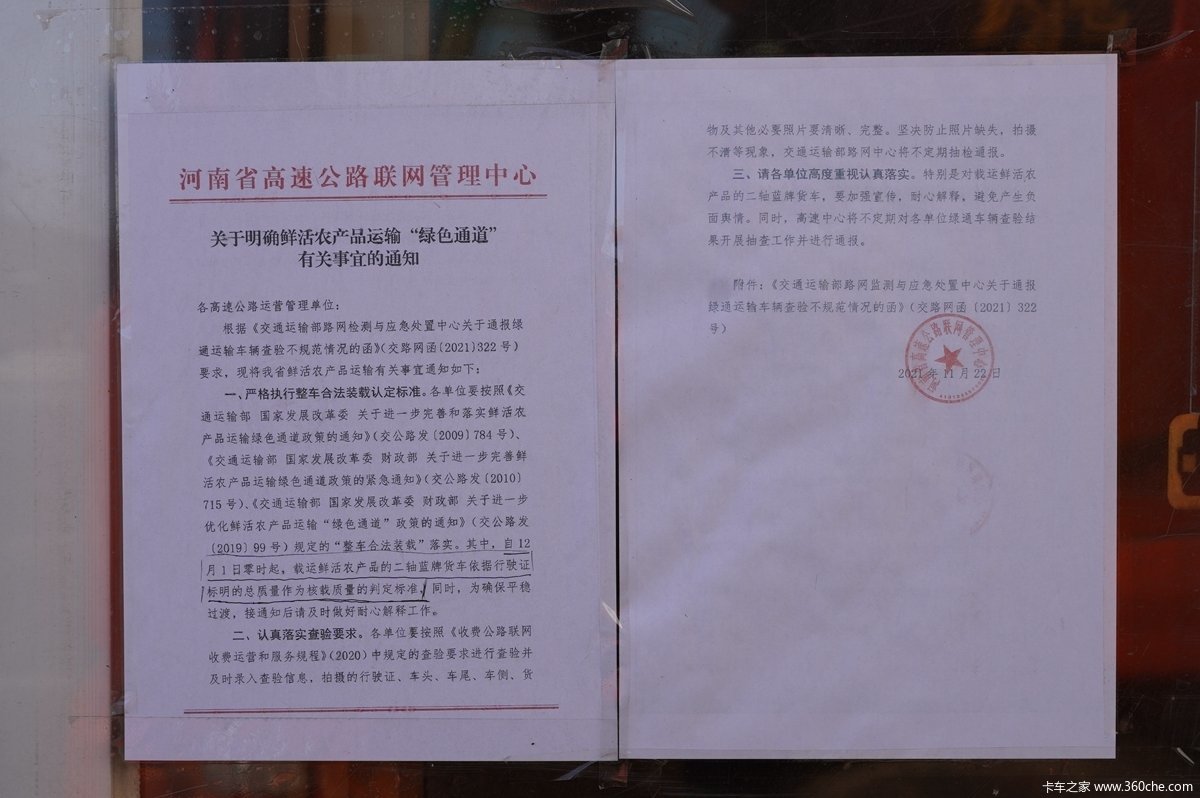 河南省高速公路联网管理中心
关于明确鲜活农产品运输“绿色通道”
有关事宜的通知
各高速公路运营管理单位：
根据《交通运输部路网检测与应急处置中心关于通报绿
通运输车辆查验不规范情况的函》（交路网函〔2021〕322 号）
要求，现将我省鲜活农产品运输有关事宜通知如下：
一、严格执行整车合法装载认定标准。各单位要按照《交
通运输部 国家发展改革委 关于进一步完善和落实鲜活农
产品运输绿色通道政策的通知》（交公路发〔2009〕784 号）、
《交通运输部 国家发展改革委 财政部 关于进一步完善鲜
活农产品运输绿色通道政策的紧急通知》（交公路发〔2010〕
715 号）、《交通运输部 国家发展改革委 财政部 关于进一步
优化鲜活农产品运输“绿色通道”政策的通知》（交公路发
〔2019〕99 号）规定的“整车合法装载”落实。其中，自 12
月 1 日零时起，载运鲜活农产品的二轴蓝牌货车依据行驶证
标明的总质量作为核载质量的判定标准，同时，为确保平稳
过渡，接通知后请及时做好耐心解释工作。
二、认真落实查验要求。各单位要按照《收费公路联网
收费运营和服务规程》（2020）中规定的查验要求进行查验并
及时录入查验信息，拍摄的行驶证、车头、车尾、车侧、货
物及其他必要照片要清晰、完整。坚决防止照片缺失，拍摄
不清等现象，交通运输部路网中心将不定期抽检通报。
三、请各单位高度重视认真落实。特别是对载运鲜活农
产品的二轴蓝牌货车，要加强宣传，耐心解释，避免产生负
面舆情。同时，高速中心将不定期对各单位绿通车辆查验结
果开展抽查工作并进行通报。
附件：《交通运输部路网监测与应急处置中心关于通报
绿通运输车辆查验不规范情况的函》（交路网函〔2021〕322
号）
河南省高速公路联网管理中心
2021 年 11 月 22 日
卡车之家 www.360che.com